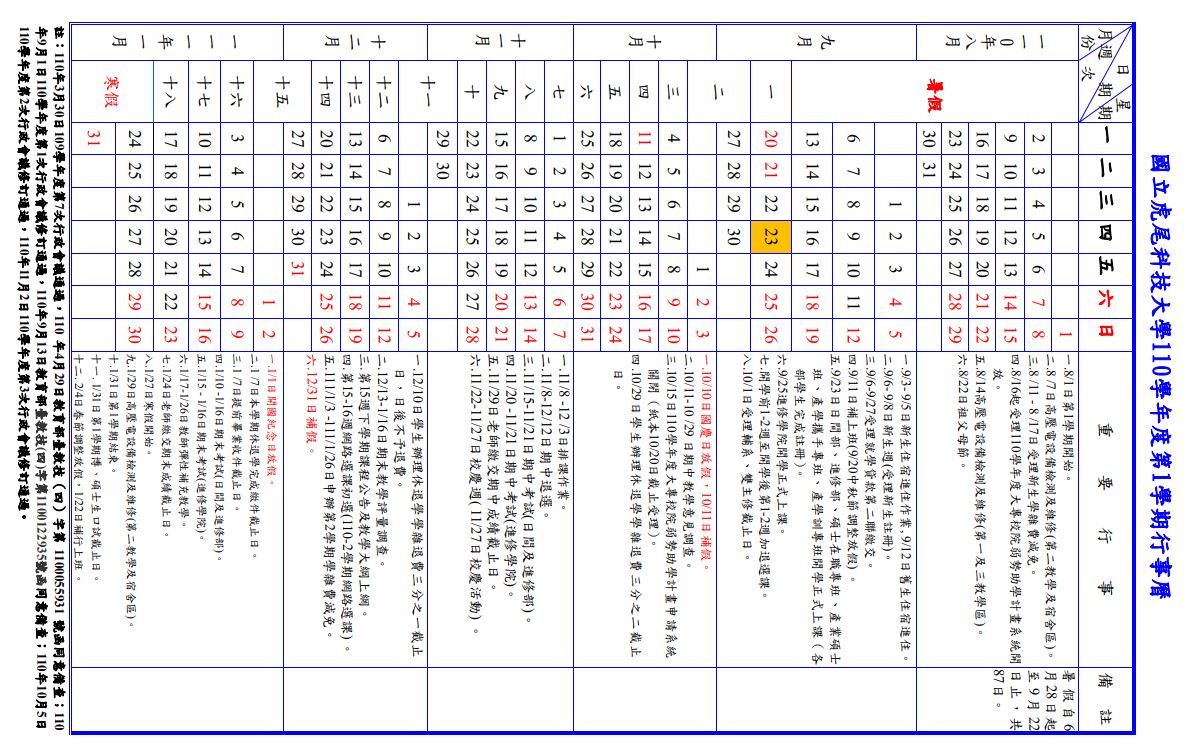 國立虎尾科技大學110學年度第1學期行事曆
日 星
月週 期期 一 二 三 四 五 六 日 重 要 行 事 備 註
份 次
一一0年八月
暑假
1
2 3 4 5 6 7 8
9 10 11 12 13 14 15
16 17 18 19 20 21 22
23 24 25 26 27 28 29
30 31
一.8/1日第1學期開始。
二.8 /7日高壓電設備檢測及維修(第二教學及宿舍區)。
三.8 /11 - 8 /17日受理新生學雜費減免。
四.8/16起受理110學年度大專校院弱勢助學計畫系統開
放。
五.8/14高壓電設備檢測及維修(第一及三教學區)。
六.8/22日祖父母節。
暑假自6
月28日起
至9月22
日止，共
87日。
九月
1 2 3 4 5
6 7 8 9 10 11 12
13 14 15 16 17 18 19
一 20 21 22 23 24 25 26
二 27 28 29 30
一.9/3- 9/5日新生住宿進住作業,9/12日舊生住宿進住。
二.9/6- 9/8日新生週(受理新生註冊)。
三.9/6-9/27受理就學貸款第二聯繳交。
四.9/11日補上班(9/20中秋節調整放假) 。
五.9/23日日間部、進修部、碩士在職專班、產業碩士
班、產學攜手專班、產學訓專班開學正式上課（各
部學生完成註冊)。
六.9/25進修學院開學正式上課。
七.開學前1-2週至開學後第1-2週加退選課。
八.10/1日受理輔系、雙主修截止日。
十月
1 2 3
三 4 5 6 7 8 9 10
四 11 12 13 14 15 16 17
五 18 19 20 21 22 23 24
六 25 26 27 28 29 30 31
一.10/10日國慶日放假，10/11日補假。
二.10/11-10 /29 日期中教學意見調查。
三.10/15日110學年度大專校院弱勢助學計畫申請系統
關閉（紙本10/20日截止受理)。
四.10/29日學生辦理休退學學雜退費三分之二截止
日。
十一月
七 1 2 3 4 5 6 7
八 8 9 10 11 12 13 14
九 15 16 17 18 19 20 21
十 22 23 24 25 26 27 28
十一 29 30
一.11/8 -12 /3日排課作業。
二.11/8-12/12日期中退選。
三.11/15-11/21日期中考試(日間及進修部)。
四.11/20 -11/21日期中考試(進修學院)。
五.11/29日老師繳交期中成績截止日。
六.11/22-11/27日校慶週( 11/27日校慶活動) 。
十二月
1 2 3 4 5
十二 6 7 8 9 10 11 12
十三 13 14 15 16 17 18 19
十四 20 21 22 23 24 25 26
十五 27 28 29 30 31
一.12/10日學生辦理休退學學雜退費三分之一截止
日，日後不予退費。
二.12/13-1/16日期末教學評量調查。
三.第15週下學期課程公告及教學大綱上網。
四.第15-16週網路選課初選(110-2學期網路選課) 。
五.111/1/3 -111/1/26日申辦第2學期學雜費減免。
六.12/31日補假。
一一一年一月
1 2
十六 3 4 5 6 7 8 9
十七 10 11 12 13 14 15 16
十八 17 18 19 20 21 22 23
寒假
24 25 26 27 28 29 30
31
一.1/1日開國紀念日放假。
二.1 /7日本學期休退學完成繳件截止日。
三.1 /7日提前畢業收件截止日。
四.1/10 -1/16日期末考試(日間及進修部)。
五.1/15 - 1/16日期末考試(進修學院)。
六.1/17-1/26日教師彈性補充教學。
七.1/24日老師繳交期末成績截止日。
八.1/27日寒假開始。
九.1/29日高壓電設備檢測及維修(第二教學及宿舍區)。
十.1/31日第1學期結束。
十一. 1/31日第1學期博、碩士生口試截止日。
十二. 2/4日春節調整放假，1/22日補行上班。
註：110年3月30日109學年度第7次行政會議通過，110 年4月29日教育部臺教技（四）字第 1100055931 號函同意備查；110
年9月1日110學年度第1次行政會議修訂通過，110年9月13日教育部臺教技(四)字第1100122935號函同意備查；110年10月5日
110學年度第2次行政會議修訂通過，110年11月2日110學年度第3次行政會議修訂通過。